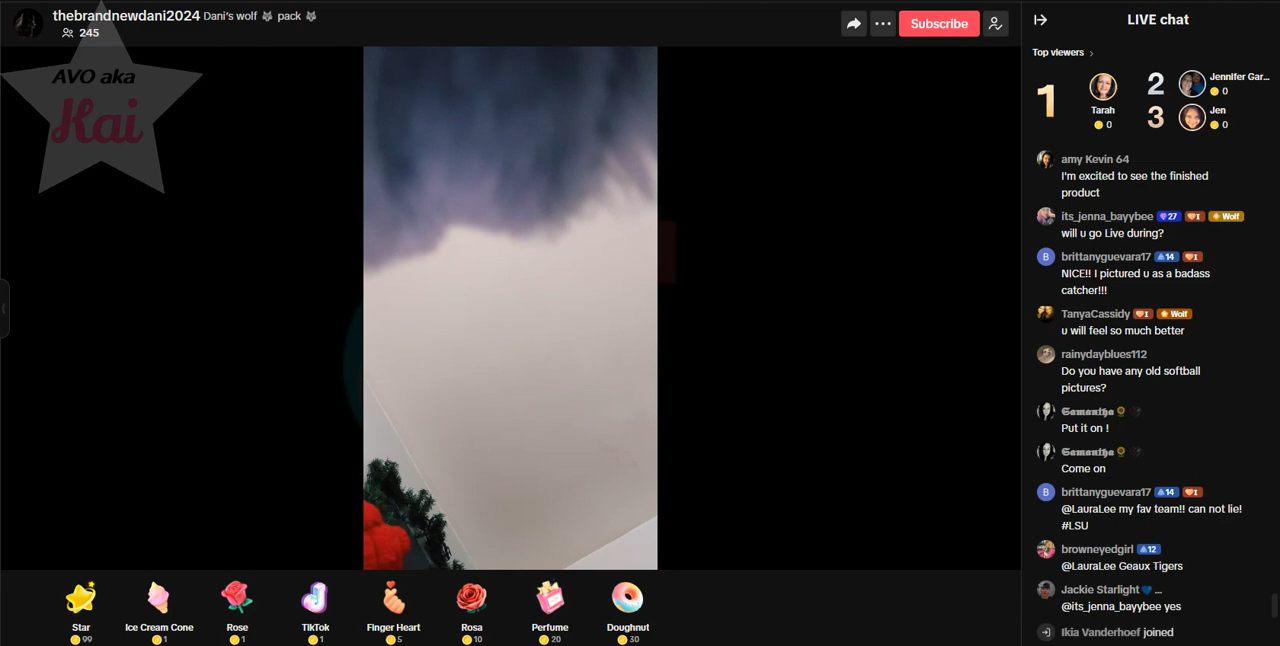 thebrandnewdani2024 Dani's wolf 🐺 pack 🐺
245
Subscribe
AVO aka
Kai
LIVE chat
Top viewers
1
Tarah
0
2
Jennifer Gar...
0
3
Jen
0
amy Kevin 64
I'm excited to see the finished
product
its_jenna_bayybee 27 I Wolf
will u go Live during?
B
brittanyguevara17 14 I
NICE!! I pictured u as a badass
catcher!!!
TanyaCassidy I Wolf
u will feel so much better
rainydayblues112
Do you have any old softball
pictures?
𝕾𝖆𝖒𝖆𝖓𝖙𝖍𝖆 🌻
Put it on !
𝕾𝖆𝖒𝖆𝖓𝖙𝖍𝖆 🌻
Come on
B
brittanyguevara17 14 I
@LauraLee my fav team!! can not lie!
#LSU
browneyedgirl 12
@LauraLee Geaux Tigers
Jackie Starlight 💙 ...
@its_jenna_bayybee yes
Ikia Vanderhoef joined
Star
99
Ice Cream Cone
1
Rose
1
TikTok
1
Finger Heart
5
Rosa
10
Perfume
20
Doughnut
30